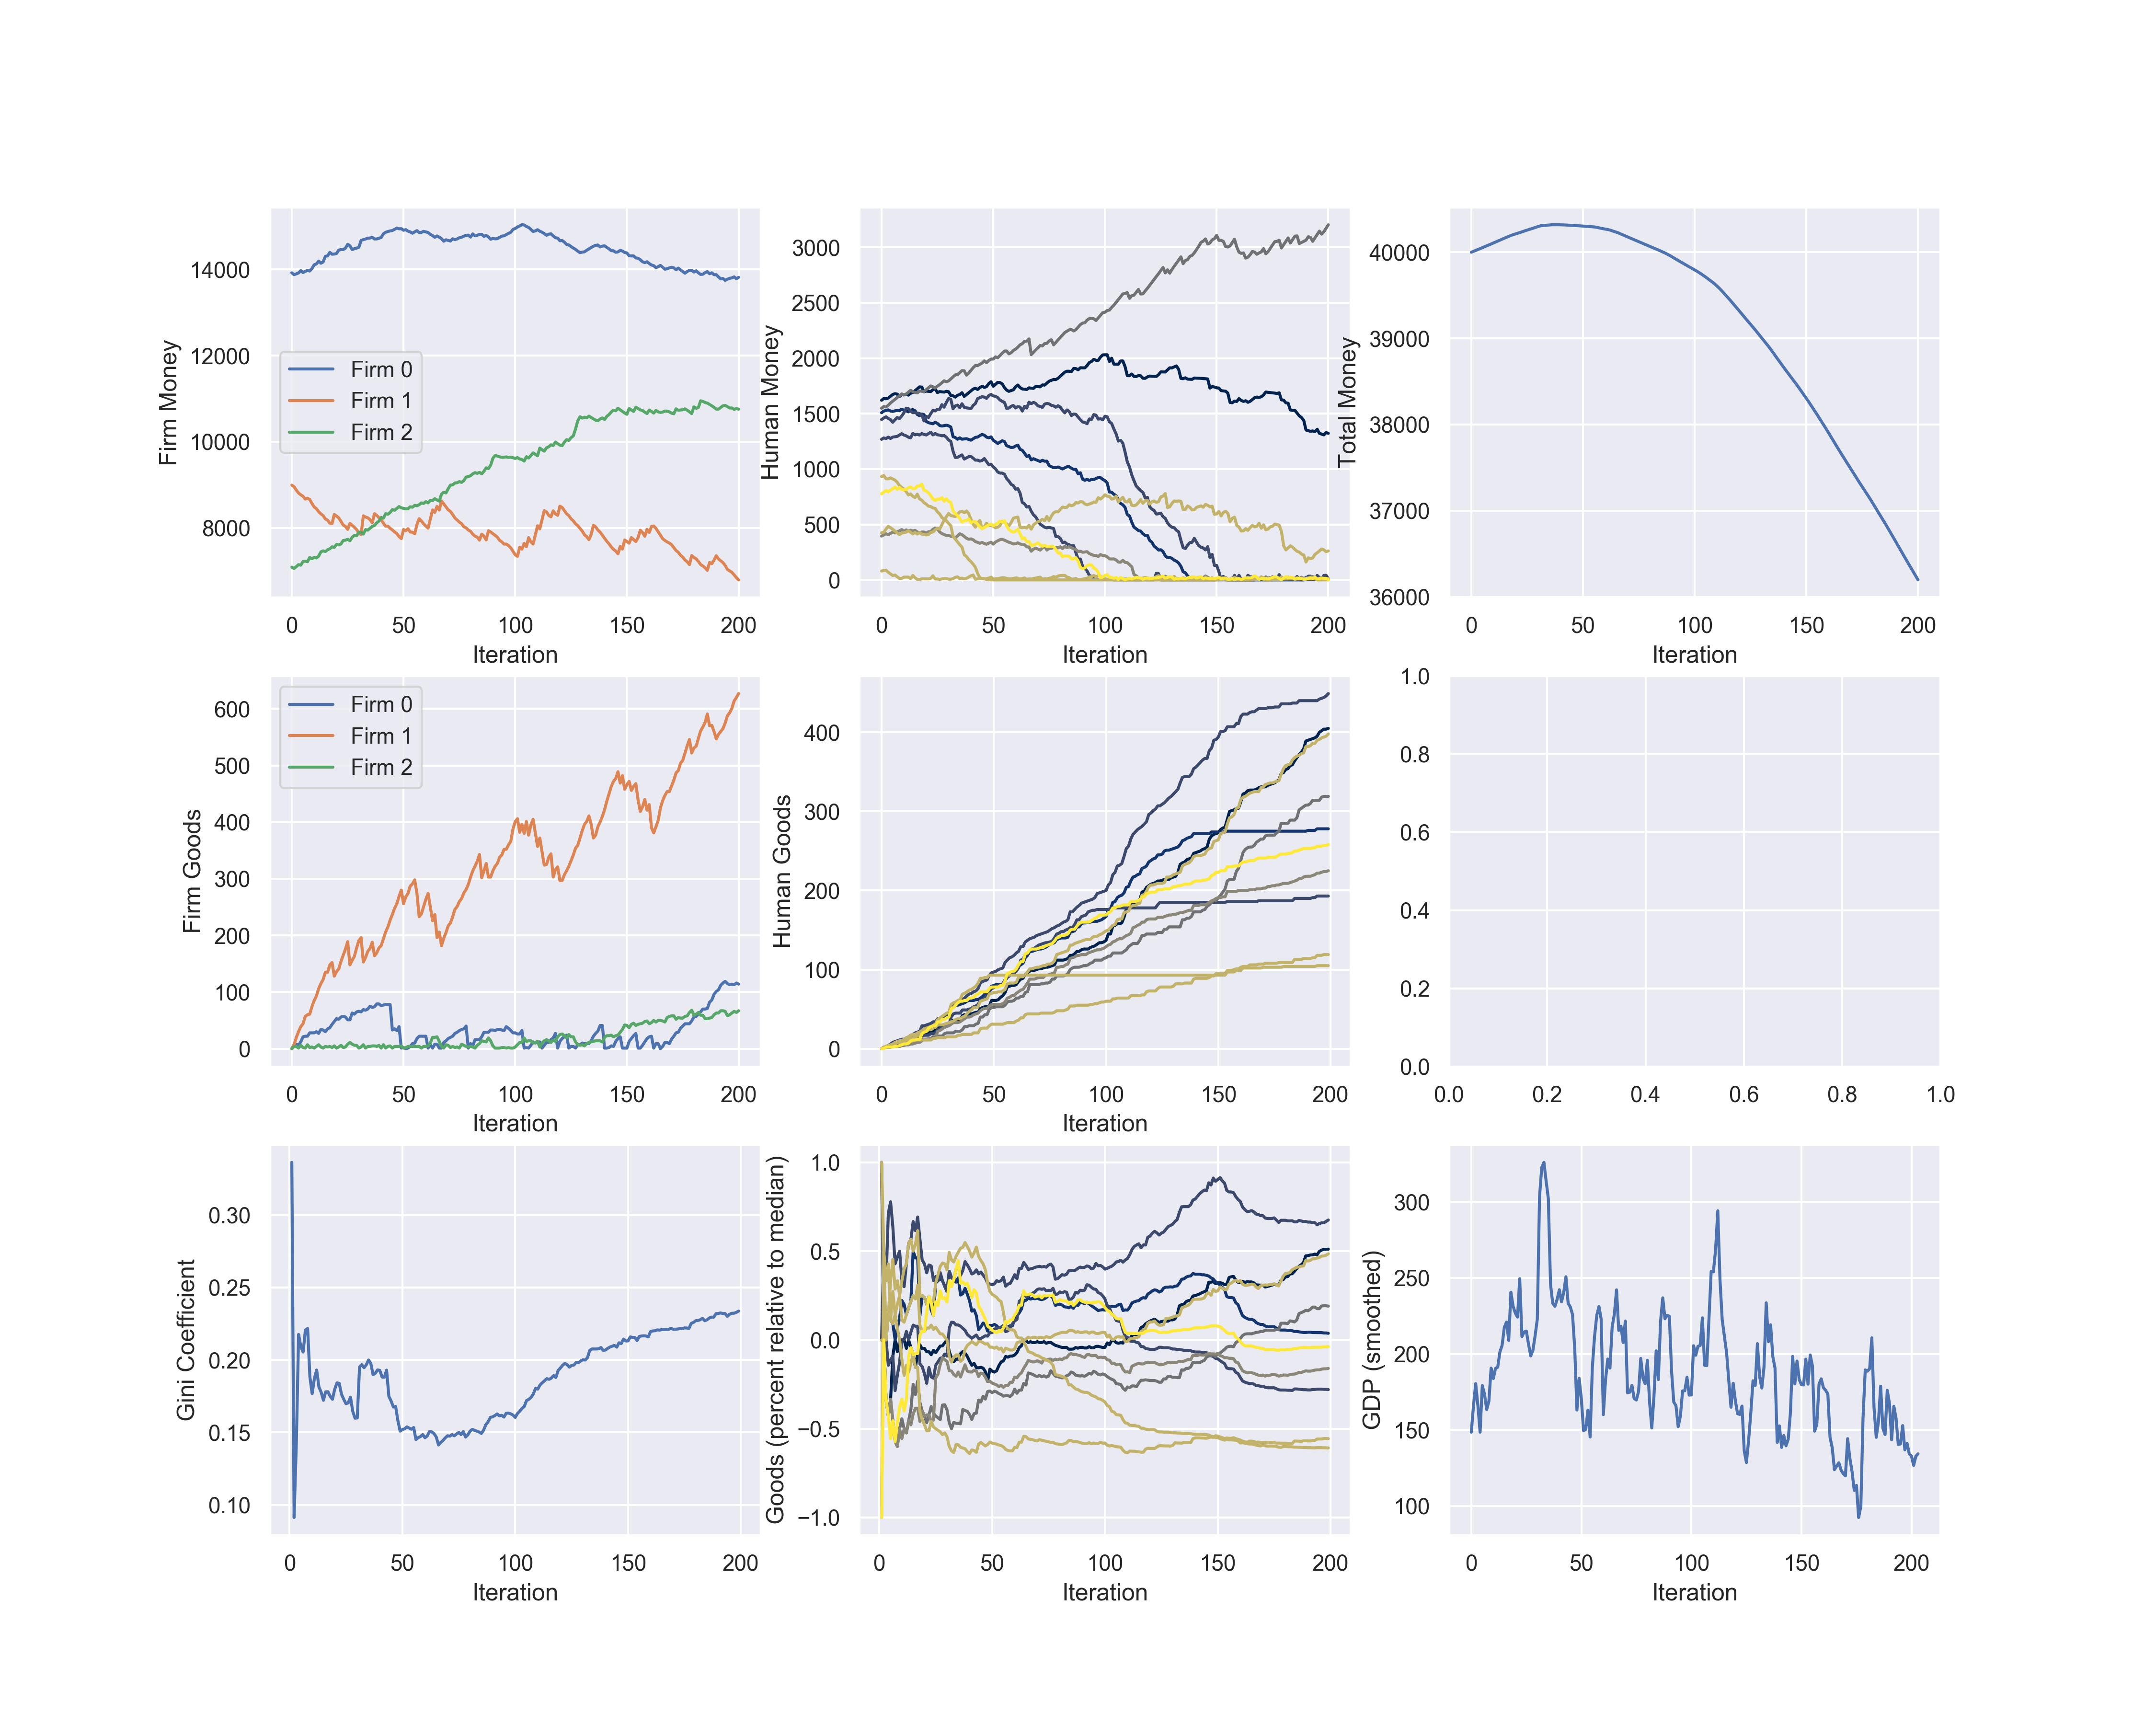 14000
12000
10000
8000
Firm Money
Firm 0
Firm 1
Firm 2
0 50 100 150 200
Iteration
3000
2500
2000
1500
1000
500
0
Human Money
0 50 100 150 200
Iteration
40000
39000
38000
37000
36000
Total Money
0 50 100 150 200
Iteration
600
500
400
300
200
100
0
Firm Goods
Firm 0
Firm 1
Firm 2
0 50 100 150 200
Iteration
400
300
200
100
0
Human Goods
0 50 100 150 200
Iteration
1.0
0.8
0.6
0.4
0.2
0.0
0.0 0.2 0.4 0.6 0.8 1.0
0.30
0.25
0.20
0.15
0.10
Gini Coefficient
0 50 100 150 200
Iteration
1.0
0.5
0.0
−0.5
−1.0
Goods (percent relative to median)
0 50 100 150 200
Iteration
300
250
200
150
100
GDP (smoothed)
0 50 100 150 200
Iteration